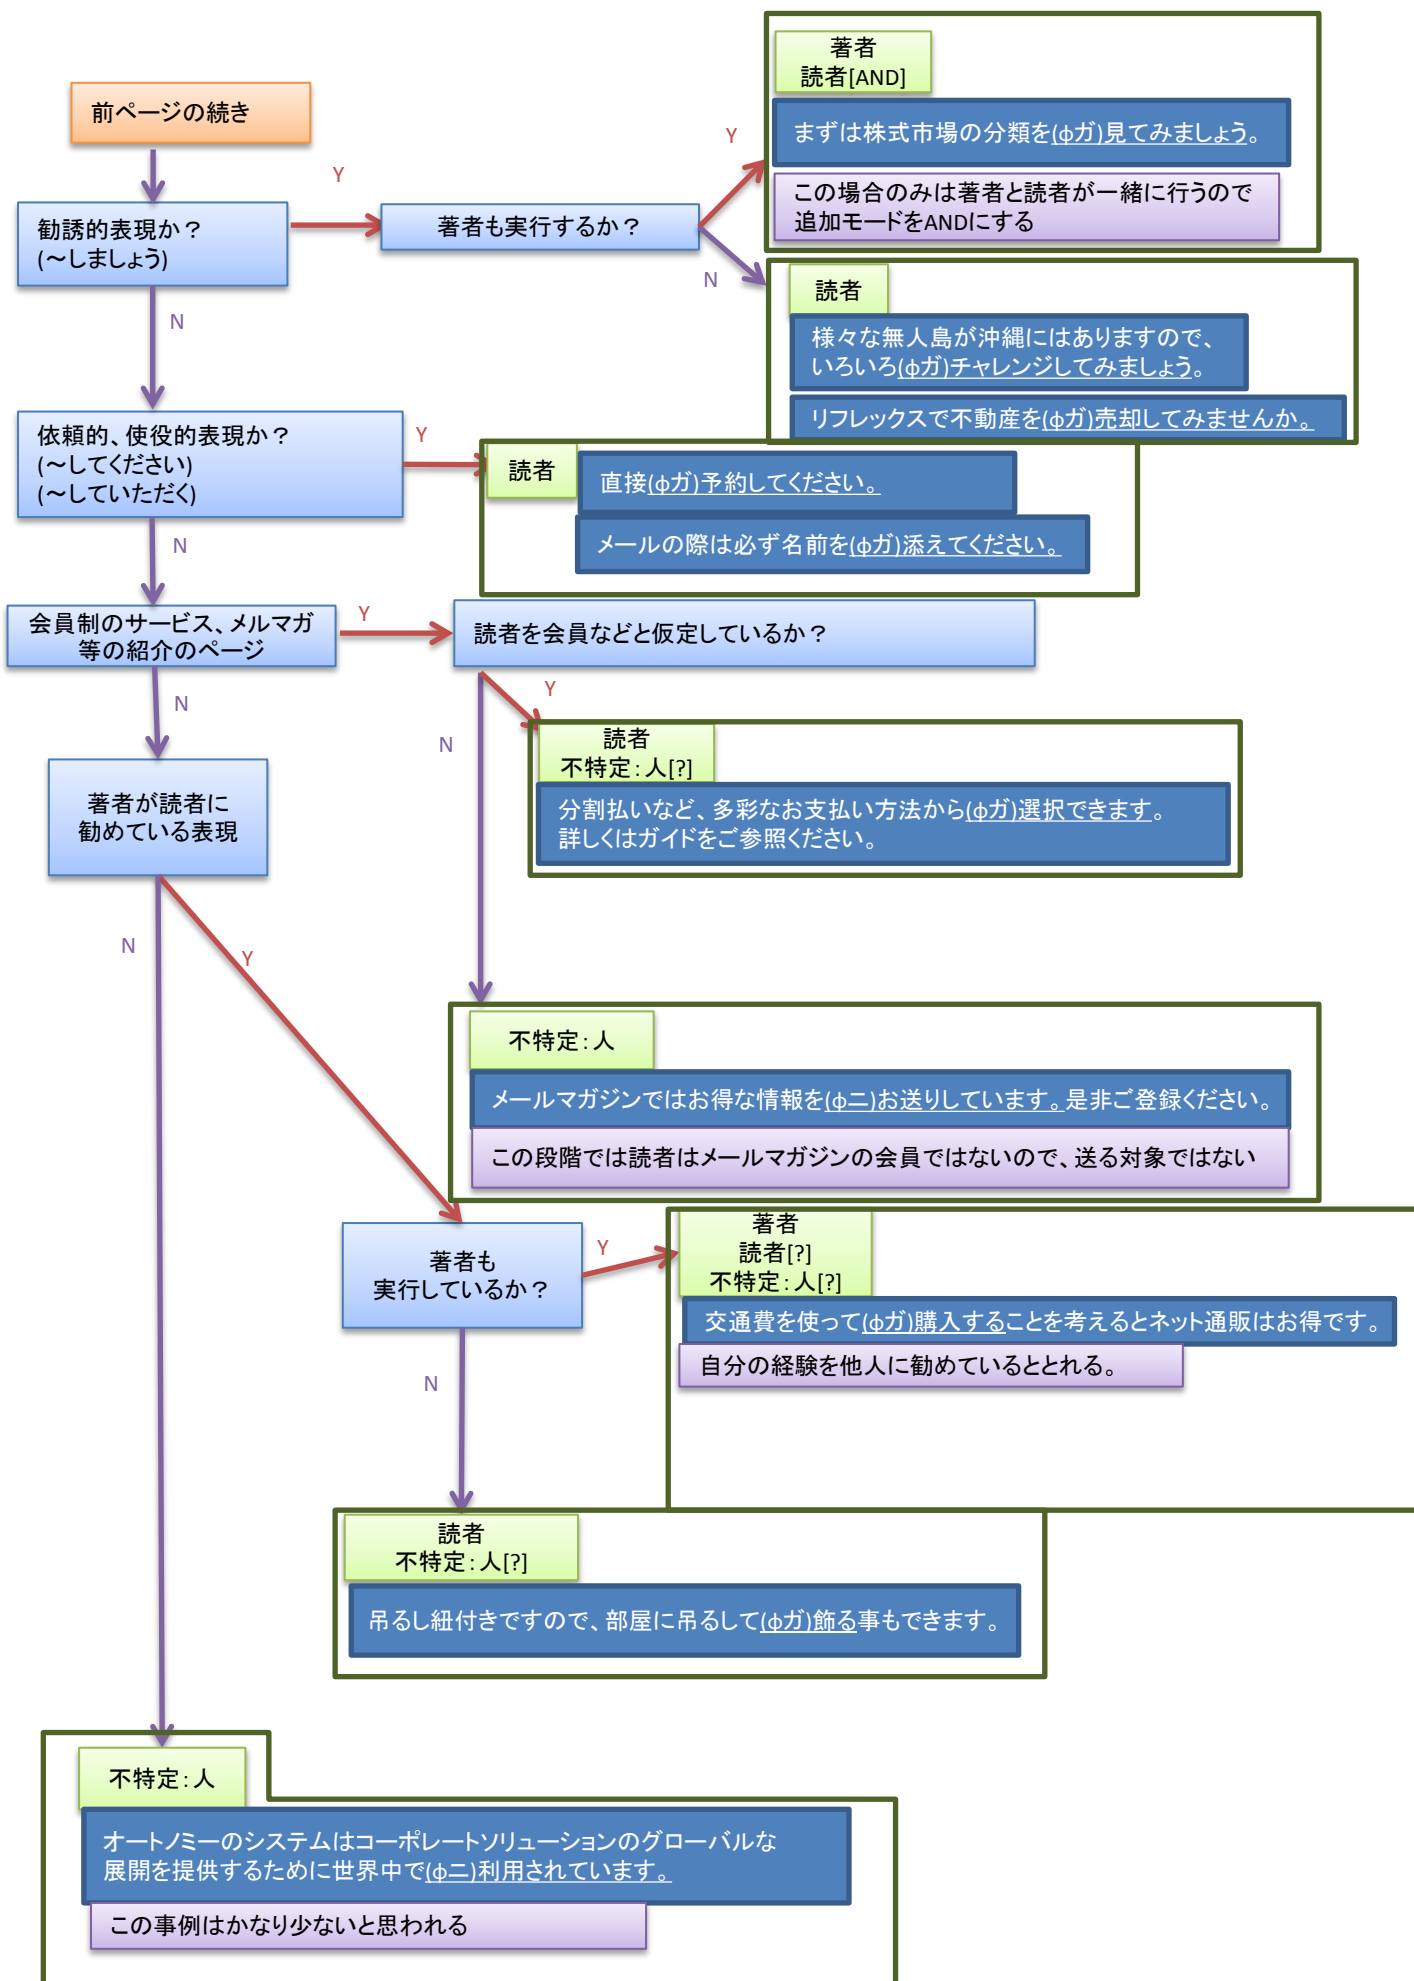 前ページの続き
勧誘的表現か？
(～しましょう)
Y
著者も実行するか？
Y
著者
読者[AND]
まずは株式市場の分類を(φガ)見てみましょう。
この場合のみは著者と読者が一緒に行うので
追加モードをANDにする
N
読者
様々な無人島が沖縄にはありますので、
いろいろ(φガ)チャレンジしてみましょう。
リフレックスで不動産を(φガ)売却してみませんか。
N
依頼的、使役的表現か？
(～してください)
(～していただく)
Y
読者
直接(φガ)予約してください。
メールの際は必ず名前を(φガ)添えてください。
N
会員制のサービス、メルマガ
等の紹介のページ
Y
読者を会員などと仮定しているか？
Y
読者
不特定：人[?]
分割払いなど、多彩なお支払い方法から(φガ)選択できます。
詳しくはガイドをご参照ください。
N
不特定：人
メールマガジンではお得な情報を(φニ)お送りしています。是非ご登録ください。
この段階では読者はメールマガジンの会員ではないので、送る対象ではない
N
著者が読者に
勧めている表現
Y
著者も
実行しているか？
Y
著者
読者[?]
不特定：人[?]
交通費を使って(φガ)購入することを考えるとネット通販はお得です。
自分の経験を他人に勧めているととれる。
N
読者
不特定：人[?]
吊るし紐付きですので、部屋に吊るして(φガ)飾る事もできます。
N
不特定：人
オートノミーのシステムはコーポレートソリューションのグローバルな
展開を提供するために世界中で(φニ)利用されています。
この事例はかなり少ないと思われる